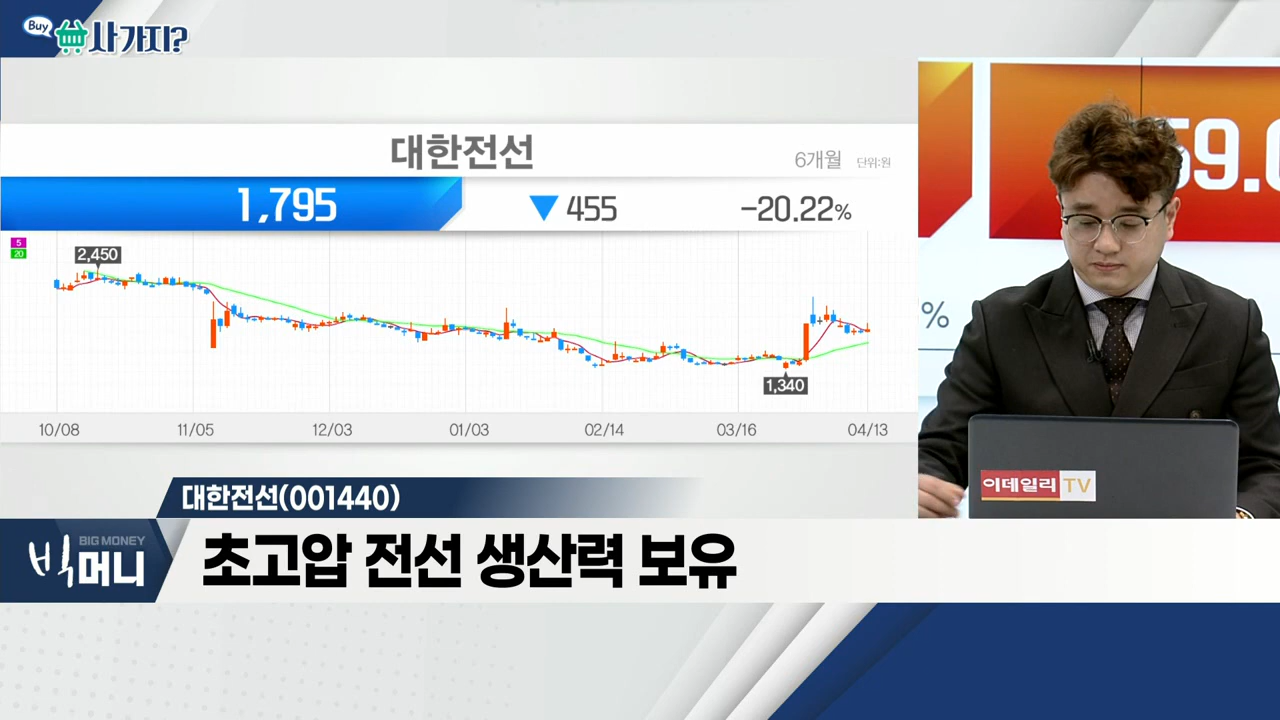 Buy
사가지?
대한전선
6개월 단위:원
1,795 ▼455 -20.22%
5
20
2,450
1,340
10/08 11/05 12/03 01/03 02/14 03/16 04/13
59.0
%
이데일리TV
대한전선(001440)
BIG MONEY
빅머니
초고압 전선 생산력 보유